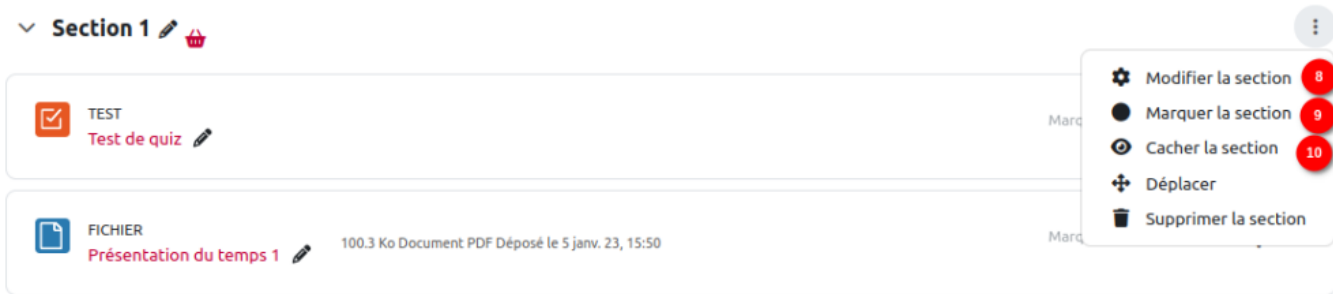 Section 1
Modifier la section 8
TEST
Marq
Marquer la section 9
Test de quiz
Cacher la section 10
Déplacer
FICHIER
100.3 Ko Document PDF Déposé le 5 janv. 23, 15:50
Marq
Supprimer la section
Présentation du temps 1